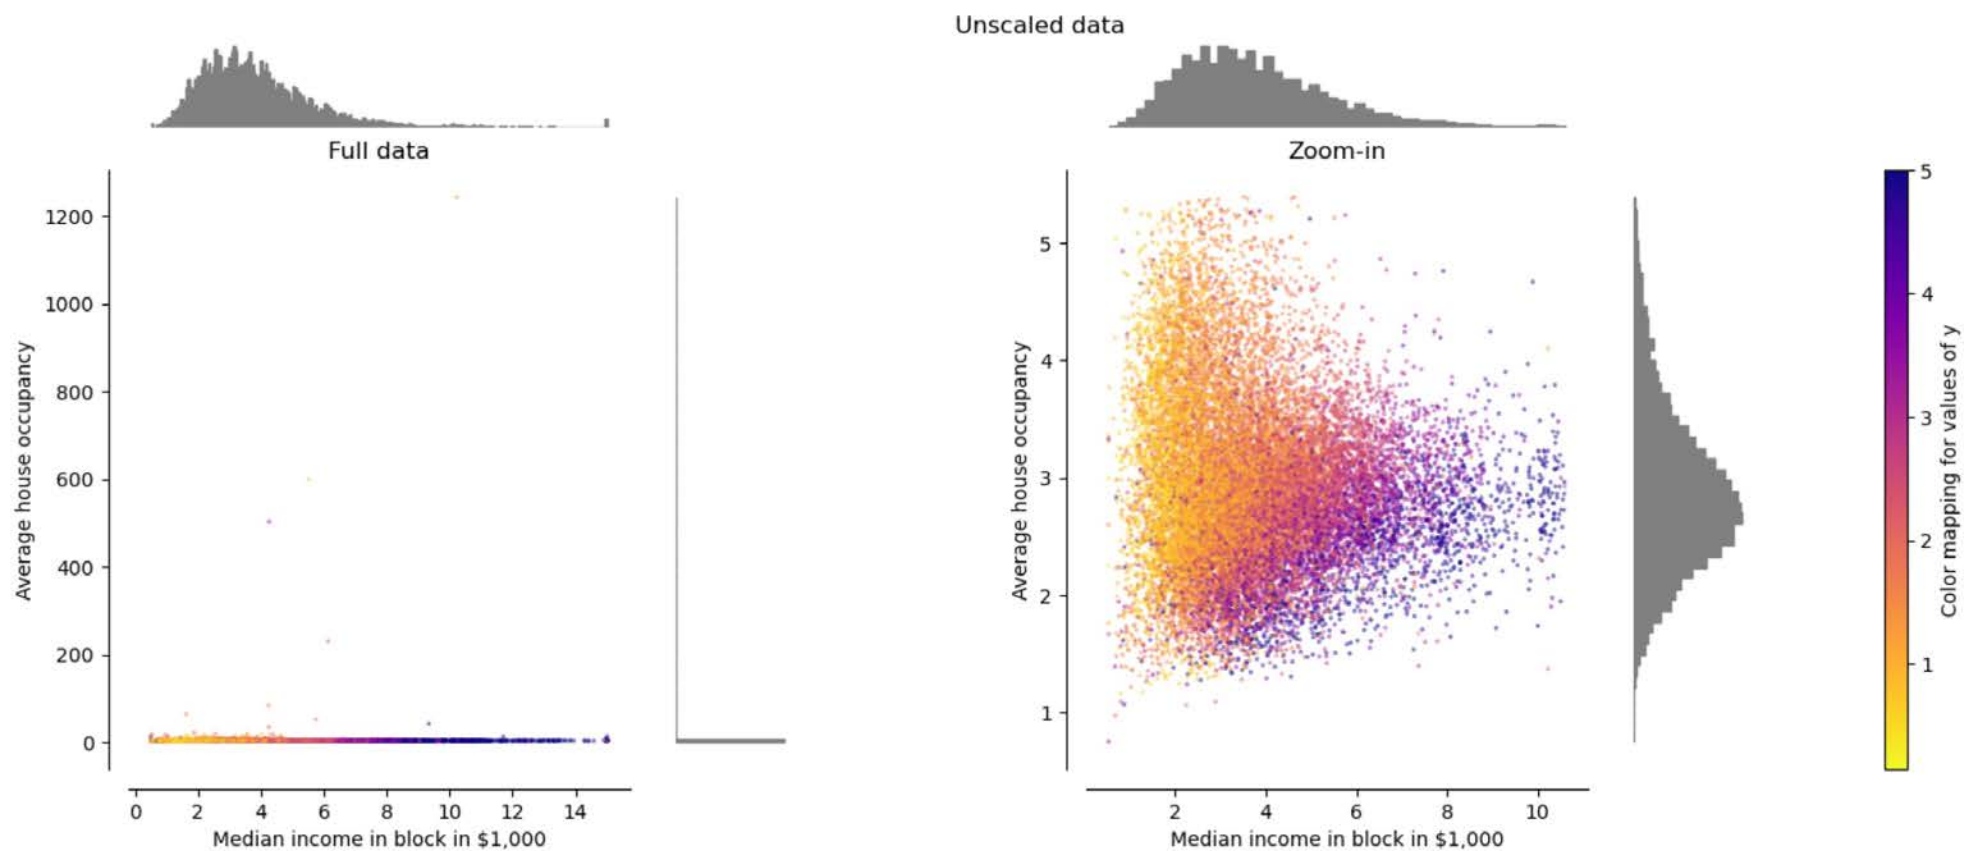 Unscaled data
Full data
1200
1000
800
600
400
200
0
Average house occupancy
0 2 4 6 8 10 12 14
Median income in block in $1,000
Zoom-in
5
4
3
2
1
Average house occupancy
2 4 6 8 10
Median income in block in $1,000
5
4
3
2
1
Color mapping for values of y